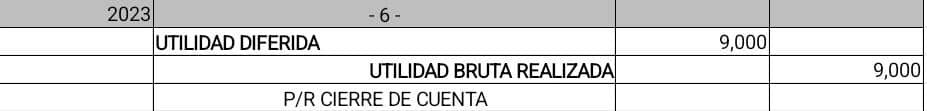 2023 - 6 -
UTILIDAD DIFERIDA 9,000
UTILIDAD BRUTA REALIZADA 9,000
P/R CIERRE DE CUENTA